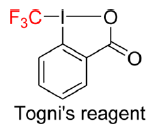 F3C I O
O
Togni's reagent